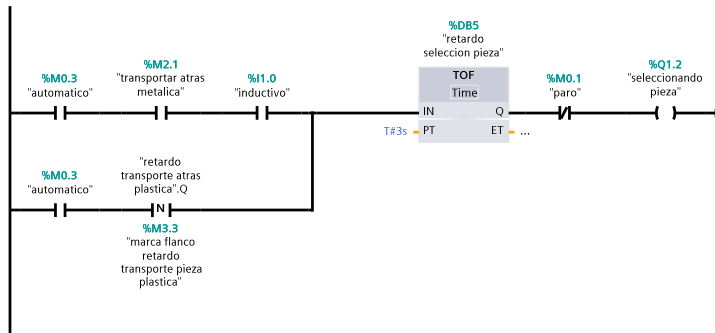 %DB5
"retardo
seleccion pieza"
%M0.3
"automatico"
%M2.1
"transportar atras
metalica"
%I1.0
"inductivo"
TOF
Time
IN
Q
T#3s
PT
ET
...
%M0.1
"paro"
%Q1.2
"seleccionando
pieza"
%M0.3
"automatico"
"retardo
transporte atras
plastica".Q
N
%M3.3
"marca flanco
retardo
transporte pieza
plastica"